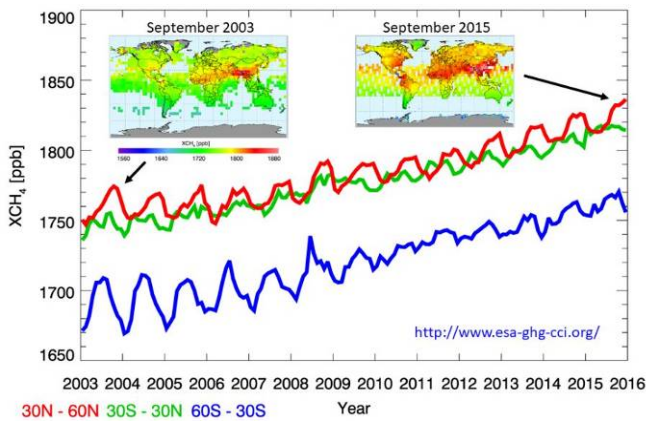 September 2003
September 2015
XCH4 [ppb]
1560 1640 1720 1800 1880
1900
1850
1800
1750
1700
1650
XCH4 [ppb]
http://www.esa-ghg-cci.org/
2003 2004 2005 2006 2007 2008 2009 2010 2011 2012 2013 2014 2015 2016
30N - 60N 30S - 30N 60S - 30S Year